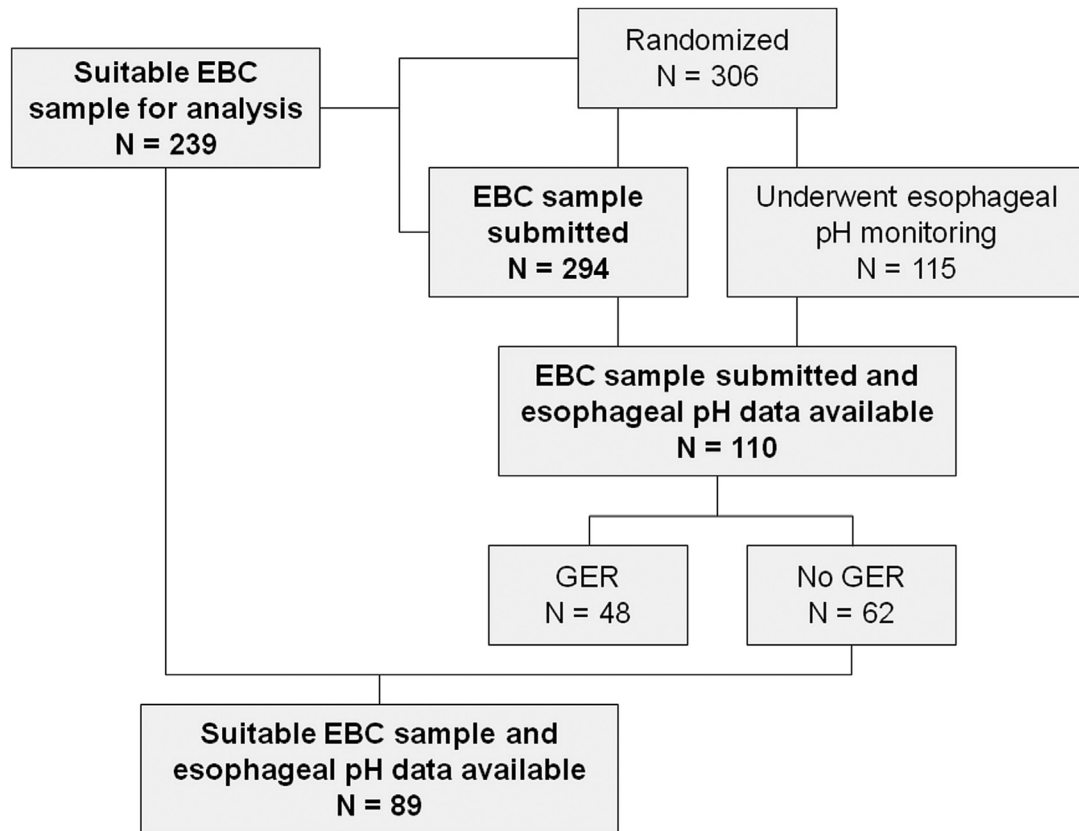 Randomized
N = 306
Suitable EBC
sample for analysis
N = 239
EBC sample
submitted
N = 294
Underwent esophageal
pH monitoring
N = 115
EBC sample submitted and
esophageal pH data available
N = 110
GER
N = 48
No GER
N = 62
Suitable EBC sample and
esophageal pH data available
N = 89